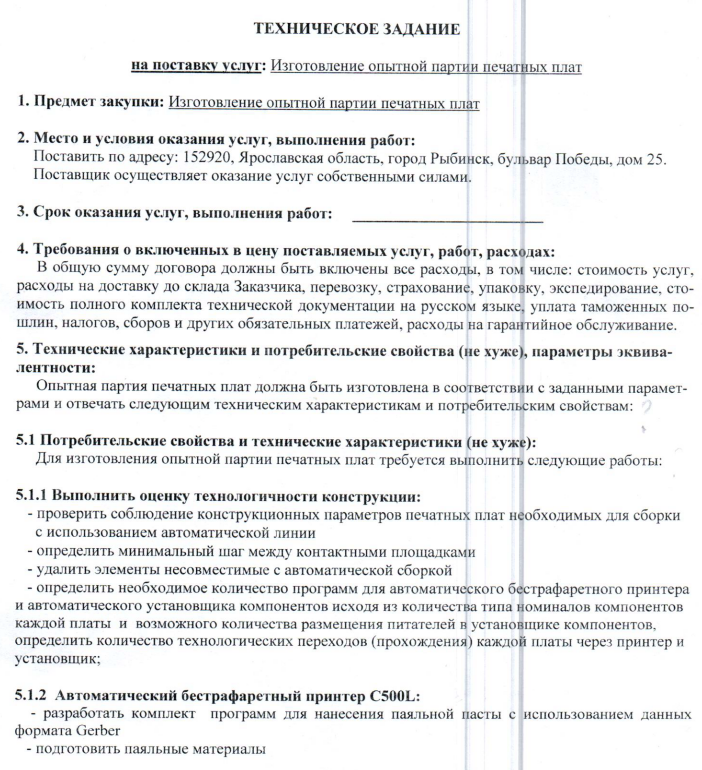 ТЕХНИЧЕСКОЕ ЗАДАНИЕ
на поставку услуг: Изготовление опытной партии печатных плат
1. Предмет закупки: Изготовление опытной партии печатных плат
2. Место и условия оказания услуг, выполнения работ:
Поставить по адресу: 152920, Ярославская область, город Рыбинск, бульвар Победы, дом 25.
Поставщик осуществляет оказание услуг собственными силами.
3. Срок оказания услуг, выполнения работ:
4. Требования о включенных в цену поставляемых услуг, работ, расходах:
В общую сумму договора должны быть включены все расходы, в том числе: стоимость услуг,
расходы на доставку до склада Заказчика, перевозку, страхование, упаковку, экспедирование, сто-
имость полного комплекта технической документации на русском языке, уплата таможенных по-
шлин, налогов, сборов и других обязательных платежей, расходы на гарантийное обслуживание.
5. Технические характеристики и потребительские свойства (не хуже), параметры эквива-
лентности:
Опытная партия печатных плат должна быть изготовлена в соответствии с заданными парамет-
рами и отвечать следующим техническим характеристикам и потребительским свойствам:
5.1 Потребительские свойства и технические характеристики (не хуже):
Для изготовления опытной партии печатных плат требуется выполнить следующие работы:
5.1.1 Выполнить оценку технологичности конструкции:
- проверить соблюдение конструкционных параметров печатных плат необходимых для сборки
с использованием автоматической линии
- определить минимальный шаг между контактными площадками
- удалить элементы несовместимые с автоматической сборкой
- определить необходимое количество программ для автоматического бестрафаретного принтера
и автоматического установщика компонентов исходя из количества типа номиналов компонентов
каждой платы и возможного количества размещения питателей в установщике компонентов,
определить количество технологических переходов (прохождения) каждой платы через принтер и
установщик;
5.1.2 Автоматический бестрафаретный принтер C500L:
- разработать комплект программ для нанесения паяльной пасты с использованием данных
формата Gerber
- подготовить паяльные материалы